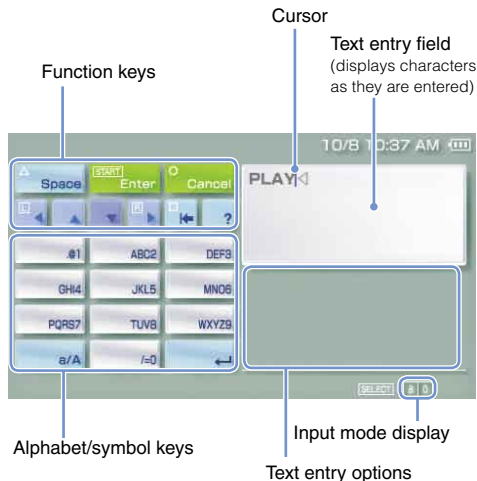 Cursor
Text entry field
(displays characters
as they are entered)
Function keys
10/8 10:37 AM
Space
START
Enter
Cancel
L
R
?
PLAY
.@1
ABC2
DEF3
GHI4
JKL5
MNO6
PQRS7
TUV8
WXYZ9
a/A
/=0
SELECT
Alphabet/symbol keys
Input mode display
Text entry options